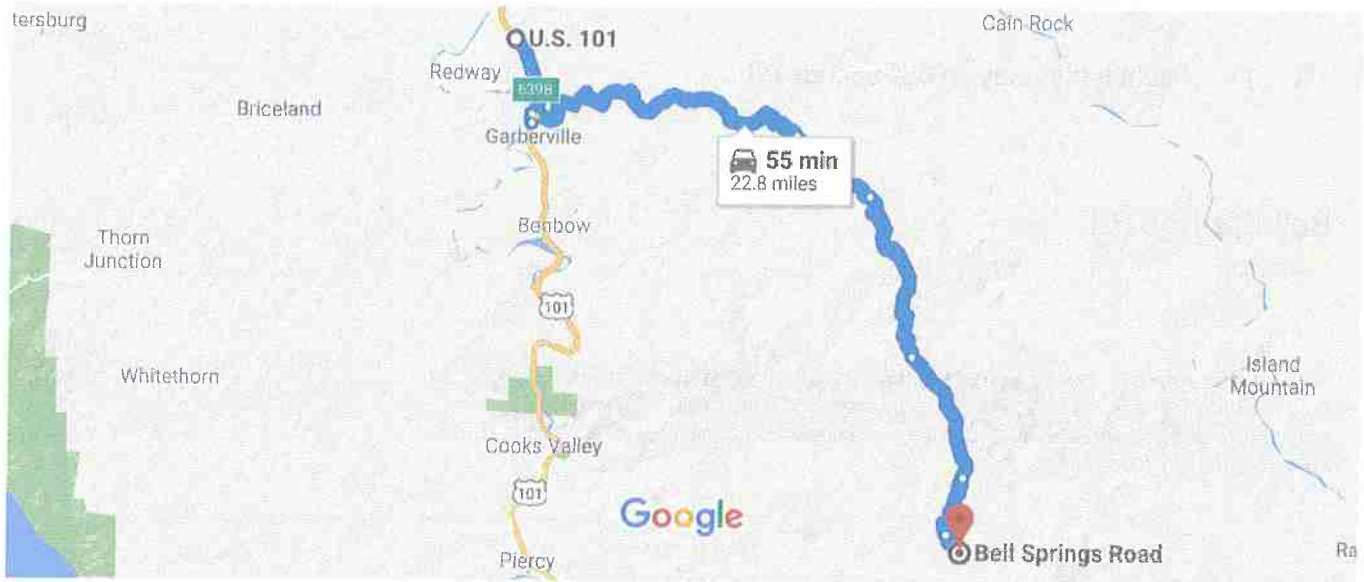 tersburg
U.S. 101
Cain Rock
Redway
6398
Briceland
Garberville
55 min
22.8 miles
Benbow
Thorn
Junction
101
Whitethorn
Island
Mountain
Cooks Valley
101
Google
Piercy
Bell Springs Road
Ra